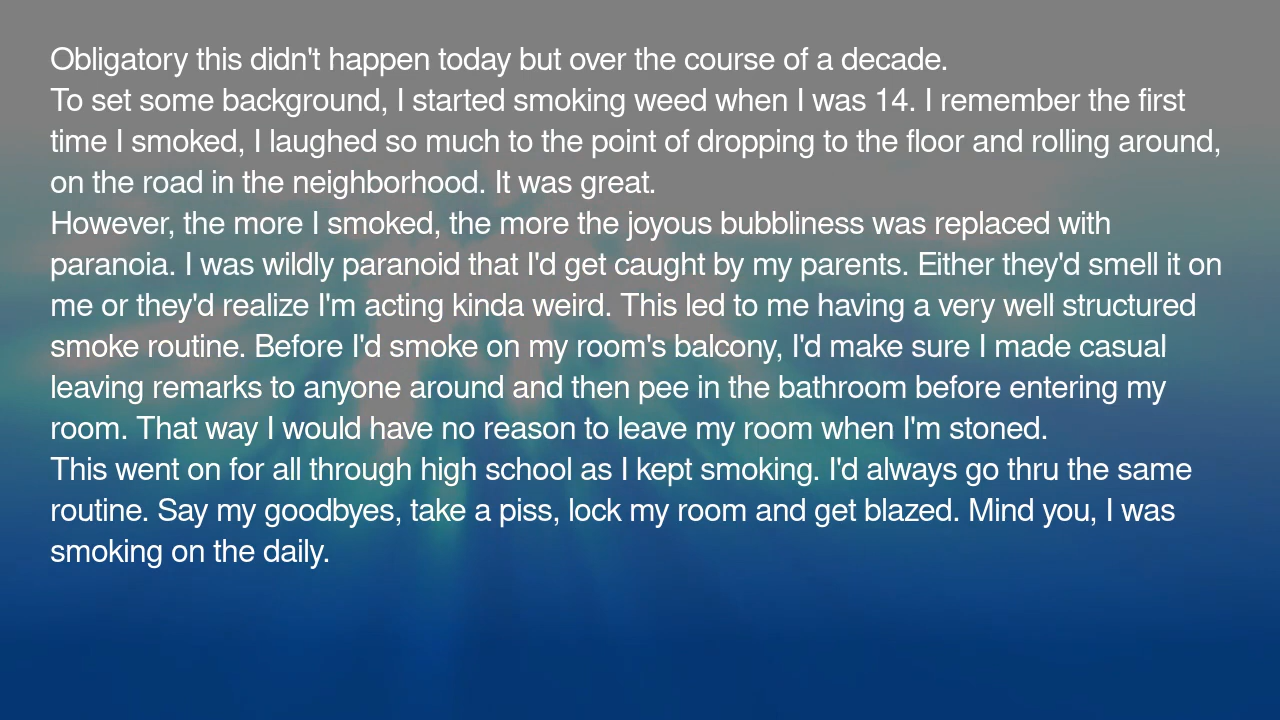 Obligatory this didn't happen today but over the course of a decade.
To set some background, I started smoking weed when I was 14. I remember the first
time I smoked, I laughed so much to the point of dropping to the floor and rolling around,
on the road in the neighborhood. It was great.
However, the more I smoked, the more the joyous bubbliness was replaced with
paranoia. I was wildly paranoid that I'd get caught by my parents. Either they'd smell it on
me or they'd realize I'm acting kinda weird. This led to me having a very well structured
smoke routine. Before I'd smoke on my room's balcony, I'd make sure I made casual
leaving remarks to anyone around and then pee in the bathroom before entering my
room. That way I would have no reason to leave my room when I'm stoned.
This went on for all through high school as I kept smoking. I'd always go thru the same
routine. Say my goodbyes, take a piss, lock my room and get blazed. Mind you, I was
smoking on the daily.